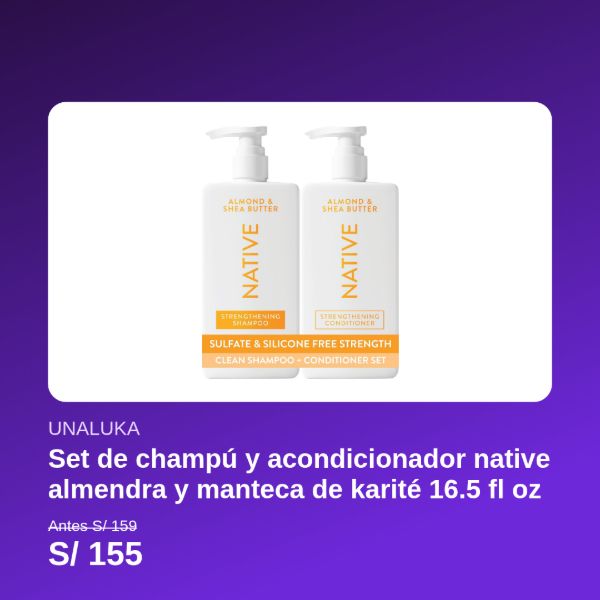 ALMOND &
SHEA BUTTER
NATIVE
STRENGTHENING
SHAMPOO
ALMOND &
SHEA BUTTER
NATIVE
STRENGTHENING
CONDITIONER
SULFATE & SILICONE FREE STRENGTH
CLEAN SHAMPOO + CONDITIONER SET
UNALUKA
Set de champú y acondicionador native
almendra y manteca de karité 16.5 fl oz
Antes S/ 159
S/ 155